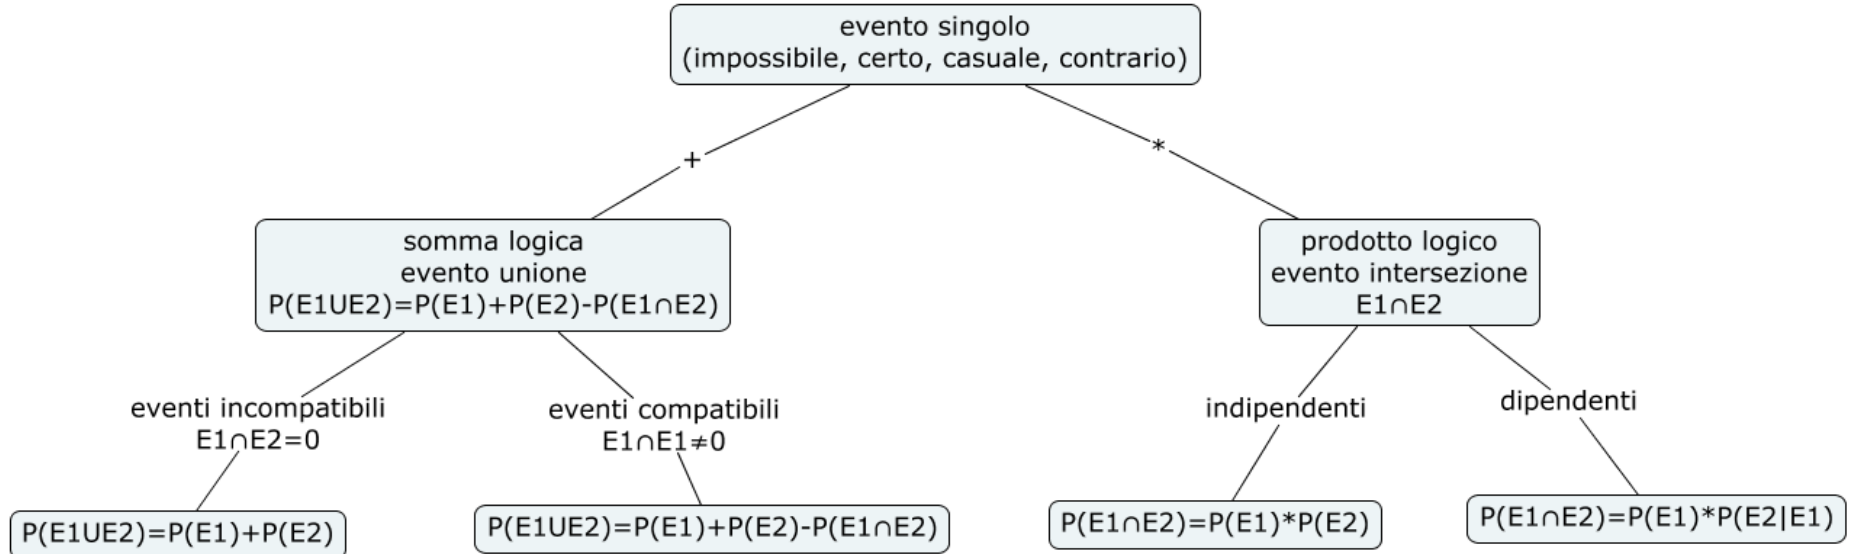 evento singolo
(impossibile, certo, casuale, contrario)
+
*
somma logica
evento unione
P(E1UE2)=P(E1)+P(E2)-P(E1∩E2)
prodotto logico
evento intersezione
E1∩E2
eventi incompatibili
E1∩E2=0
eventi compatibili
E1∩E1≠0
indipendenti
dipendenti
P(E1UE2)=P(E1)+P(E2)
P(E1UE2)=P(E1)+P(E2)-P(E1∩E2)
P(E1∩E2)=P(E1)*P(E2)
P(E1∩E2)=P(E1)*P(E2|E1)